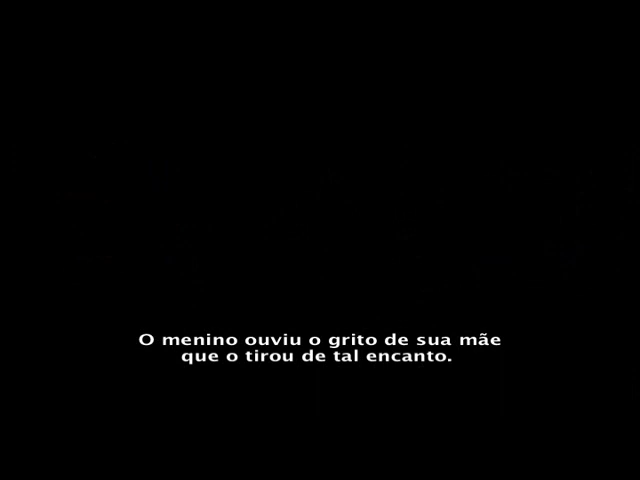 O menino ouviu o grito de sua mãe
que o tirou de tal encanto.